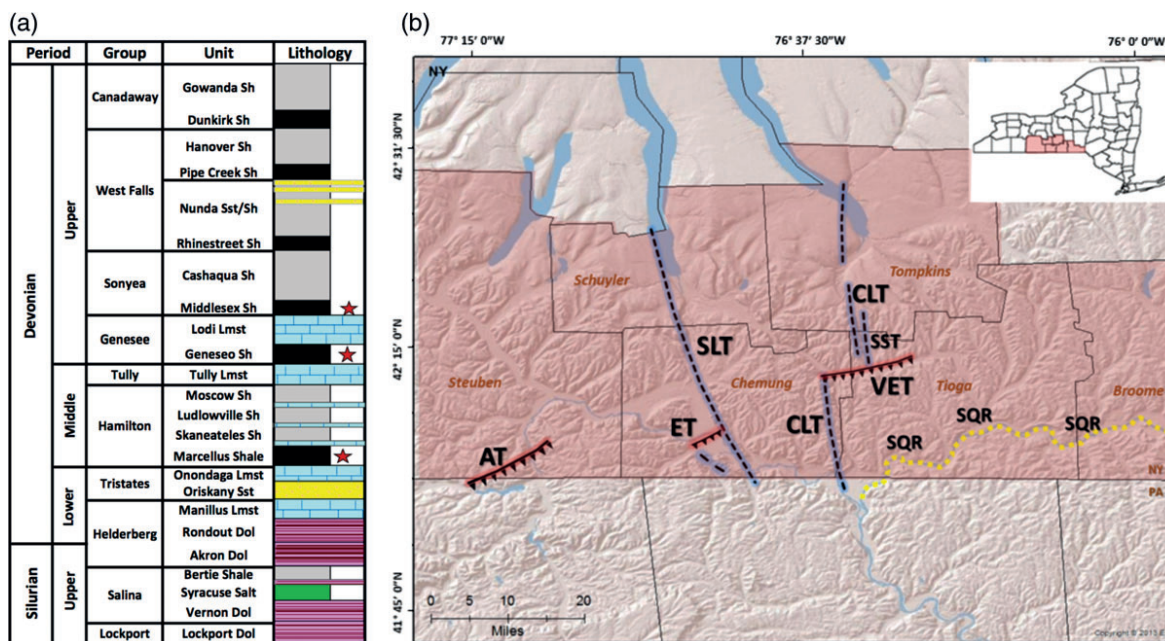 (a)
Period Group Unit Lithology
Devonian
Upper
Canadaway
Gowanda Sh
Dunkirk Sh
West Falls
Hanover Sh
Pipe Creek Sh
Nunda Sst/Sh
Rhinestreet Sh
Sonyea
Cashaqua Sh
Middlesex Sh
Genesee
Lodi Lmst
Geneseo Sh
Middle
Tully
Tully Lmst
Hamilton
Moscow Sh
Ludlowville Sh
Skaneateles Sh
Marcellus Shale
Lower
Tristates
Onondaga Lmst
Oriskany Sst
Helderberg
Manillus Lmst
Rondout Dol
Akron Dol
Silurian
Upper
Salina
Bertie Shale
Syracuse Salt
Vernon Dol
Lockport
Lockport Dol
(b)
77° 15' 0"W
76° 37' 30"W
76° 0' 0"W
NY
42° 31' 30"N
Schuyler
Tompkins
CLT
SST
42° 15' 0"N
SLT
Steuben
Chemung
VET
Tioga
Broome
ET
CLT
SQR
SQR
SQR
AT
NY
PA
41° 45' 0"N
0 5 10 20
Miles